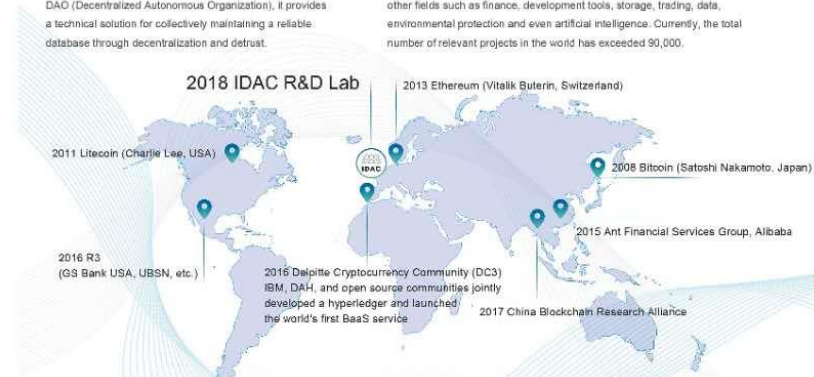 DAO (Decentralized Autonomous Organization), it provides
a technical solution for collectively maintaining a reliable
database through decentralization and detrust.
other fields such as finance, development tools, storage, trading, data,
environmental protection and even artificial intelligence. Currently, the total
number of relevant projects in the world has exceeded 90,000.
2018 IDAC R&D Lab
2013 Ethereum (Vitalik Buterin, Switzerland)
2011 Litecoin (Charlie Lee, USA)
IDAC
2008 Bitcoin (Satoshi Nakamoto, Japan)
2015 Ant Financial Services Group, Alibaba
2016 R3
(GS Bank USA, UBSN, etc.)
2016 Deloitte Cryptocurrency Community (DC3)
IBM, DAH, and open source communities jointly
developed a hyperledger and launched
the world's first BaaS service
2017 China Blockchain Research Alliance